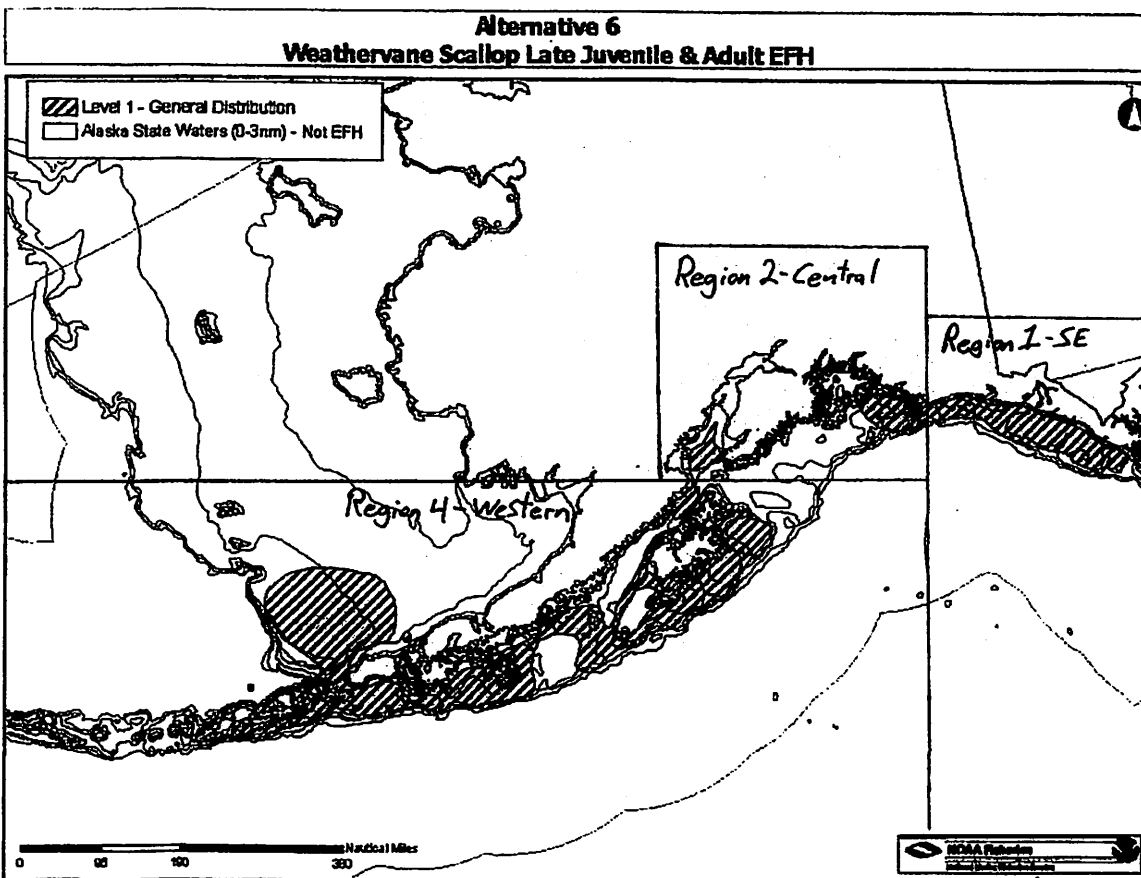 Alternative 6
Weathervane Scallop Late Juvenile & Adult EFH
Level 1 - General Distribution
Alaska State Waters (0-3nm) - Not EFH
Region 2-Central
Region 1-SE
Region 4-Western
Nautical Miles
0 95 190 380
NOAA Fisheries